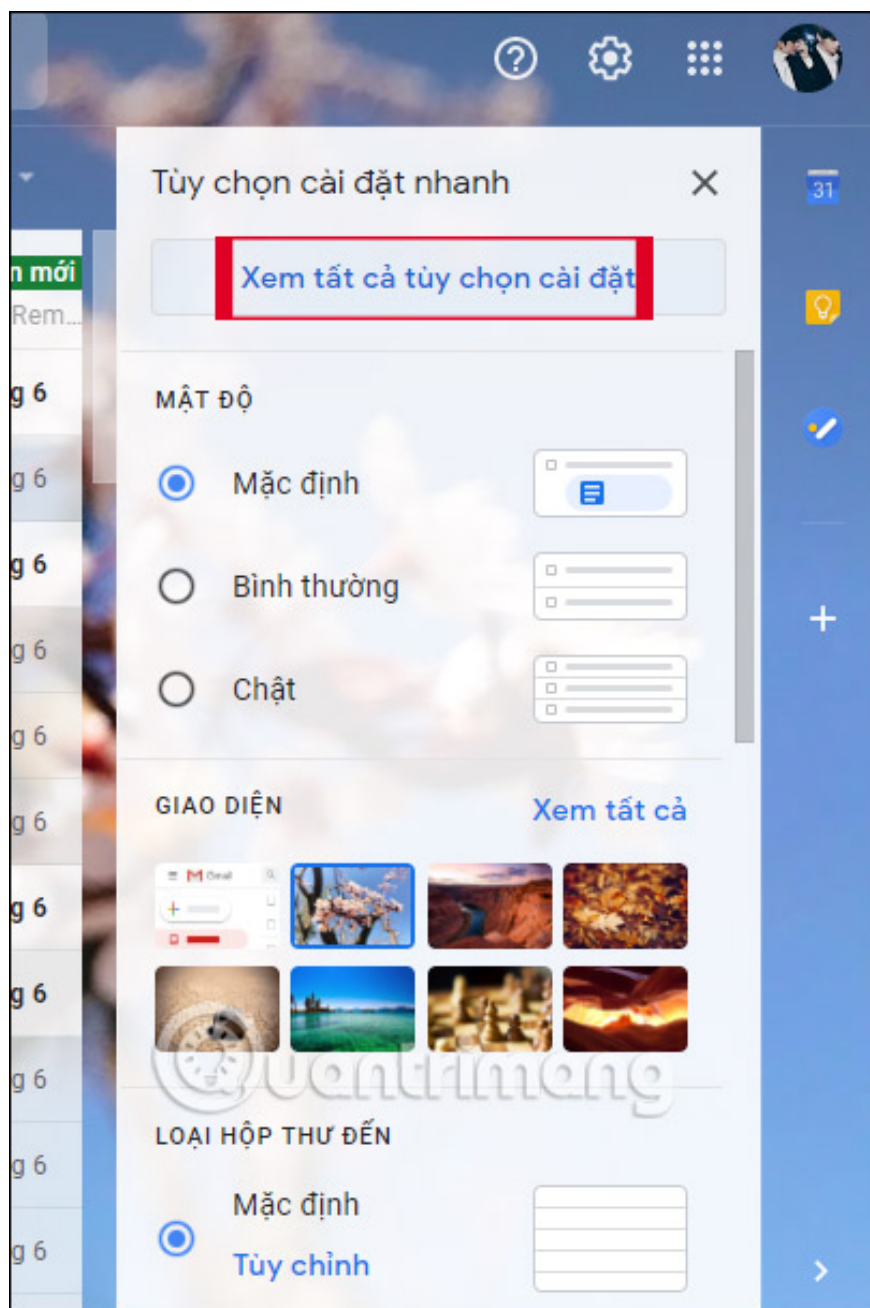 Tùy chọn cài đặt nhanh
31
Xem tất cả tùy chọn cài đặt
n mới
Rem...
g 6
MẬT ĐỘ
g 6
Mặc định
g 6
Bình thường
g 6
Chật
g 6
GIAO DIỆN
Xem tất cả
g 6
M Gmail
g 6
g 6
Quantrimang
g 6
LOẠI HỘP THƯ ĐẾN
g 6
Mặc định
g 6
Tùy chỉnh